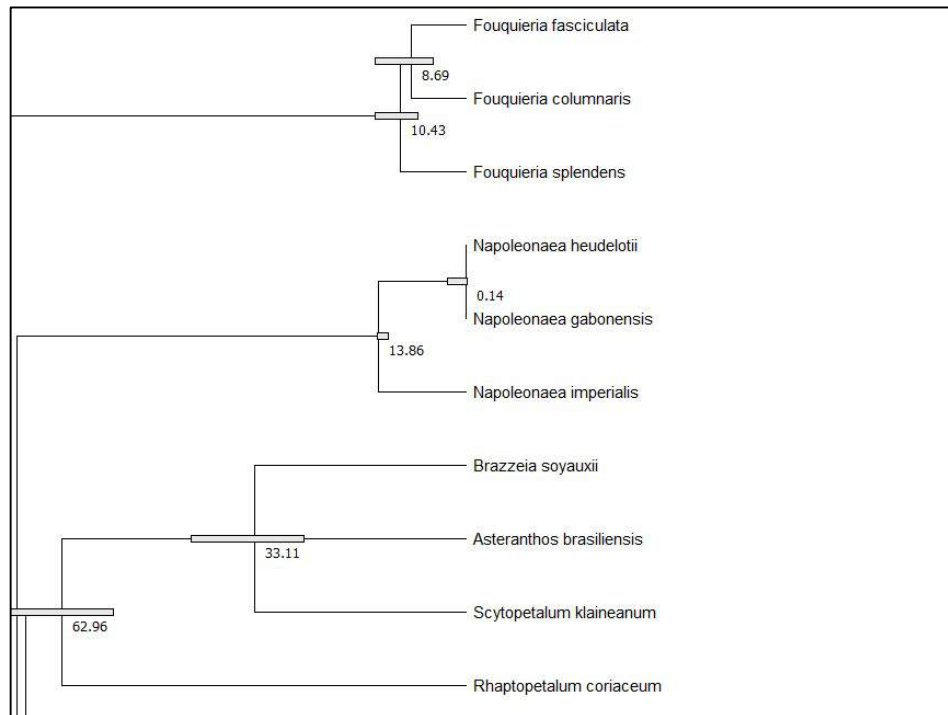 Fouquieria fasciculata
8.69
Fouquieria columnaris
10.43
Fouquieria splendens
Napoleonaea heudelotii
0.14
Napoleonaea gabonensis
13.86
Napoleonaea imperialis
Brazzeia soyauxii
Asteranthos brasiliensis
33.11
Scytopetalum klaineanum
62.96
Rhaptopetalum coriaceum